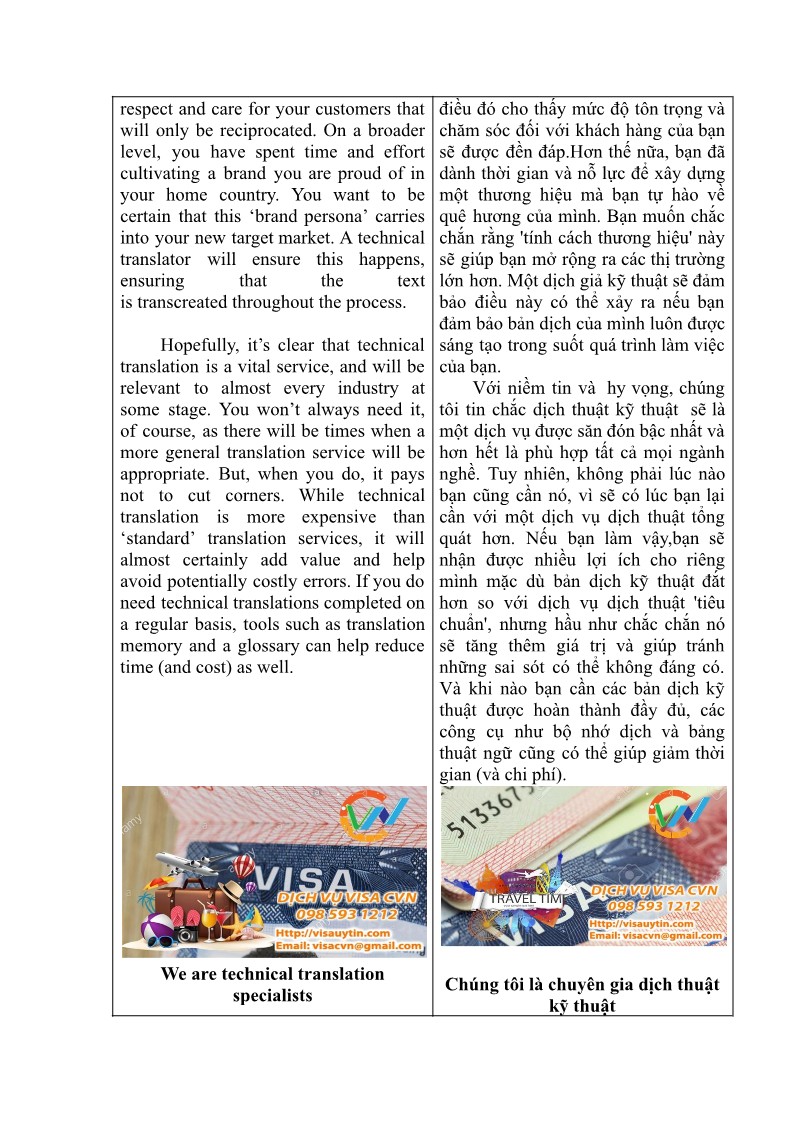 respect and care for your customers that
will only be reciprocated. On a broader
level, you have spent time and effort
cultivating a brand you are proud of in
your home country. You want to be
certain that this ‘brand persona’ carries
into your new target market. A technical
translator will ensure this happens,
ensuring that the text
is transcreated throughout the process.
Hopefully, it’s clear that technical
translation is a vital service, and will be
relevant to almost every industry at
some stage. You won’t always need it,
of course, as there will be times when a
more general translation service will be
appropriate. But, when you do, it pays
not to cut corners. While technical
translation is more expensive than
‘standard’ translation services, it will
almost certainly add value and help
avoid potentially costly errors. If you do
need technical translations completed on
a regular basis, tools such as translation
memory and a glossary can help reduce
time (and cost) as well.
VISA
DỊCH VỤ VISA CVN
098 593 1212
Http://visauytin.com
Email: visacvn@gmail.com
We are technical translation
specialists
điều đó cho thấy mức độ tôn trọng và
chăm sóc đối với khách hàng của bạn
sẽ được đền đáp.Hơn thế nữa, bạn đã
dành thời gian và nỗ lực để xây dựng
một thương hiệu mà bạn tự hào về
quê hương của mình. Bạn muốn chắc
chắn rằng 'tính cách thương hiệu' này
sẽ giúp bạn mở rộng ra các thị trường
lớn hơn. Một dịch giả kỹ thuật sẽ đảm
bảo điều này có thể xảy ra nếu bạn
đảm bảo bản dịch của mình luôn được
sáng tạo trong suốt quá trình làm việc
của bạn.
Với niềm tin và hy vọng, chúng
tôi tin chắc dịch thuật kỹ thuật sẽ là
một dịch vụ được săn đón bậc nhất và
hơn hết là phù hợp tất cả mọi ngành
nghề. Tuy nhiên, không phải lúc nào
bạn cũng cần nó, vì sẽ có lúc bạn lại
cần với một dịch vụ dịch thuật tổng
quát hơn. Nếu bạn làm vậy,bạn sẽ
nhận được nhiều lợi ích cho riêng
mình mặc dù bản dịch kỹ thuật đắt
hơn so với dịch vụ dịch thuật 'tiêu
chuẩn', nhưng hầu như chắc chắn nó
sẽ tăng thêm giá trị và giúp tránh
những sai sót có thể không đáng có.
Và khi nào bạn cần các bản dịch kỹ
thuật được hoàn thành đầy đủ, các
công cụ như bộ nhớ dịch và bảng
thuật ngữ cũng có thể giúp giảm thời
gian (và chi phí).
TRAVEL TIM
VISA
DỊCH VỤ VISA CVN
098 593 1212
Http://visauytin.com
Email: visacvn@gmail.com
Chúng tôi là chuyên gia dịch thuật
kỹ thuật